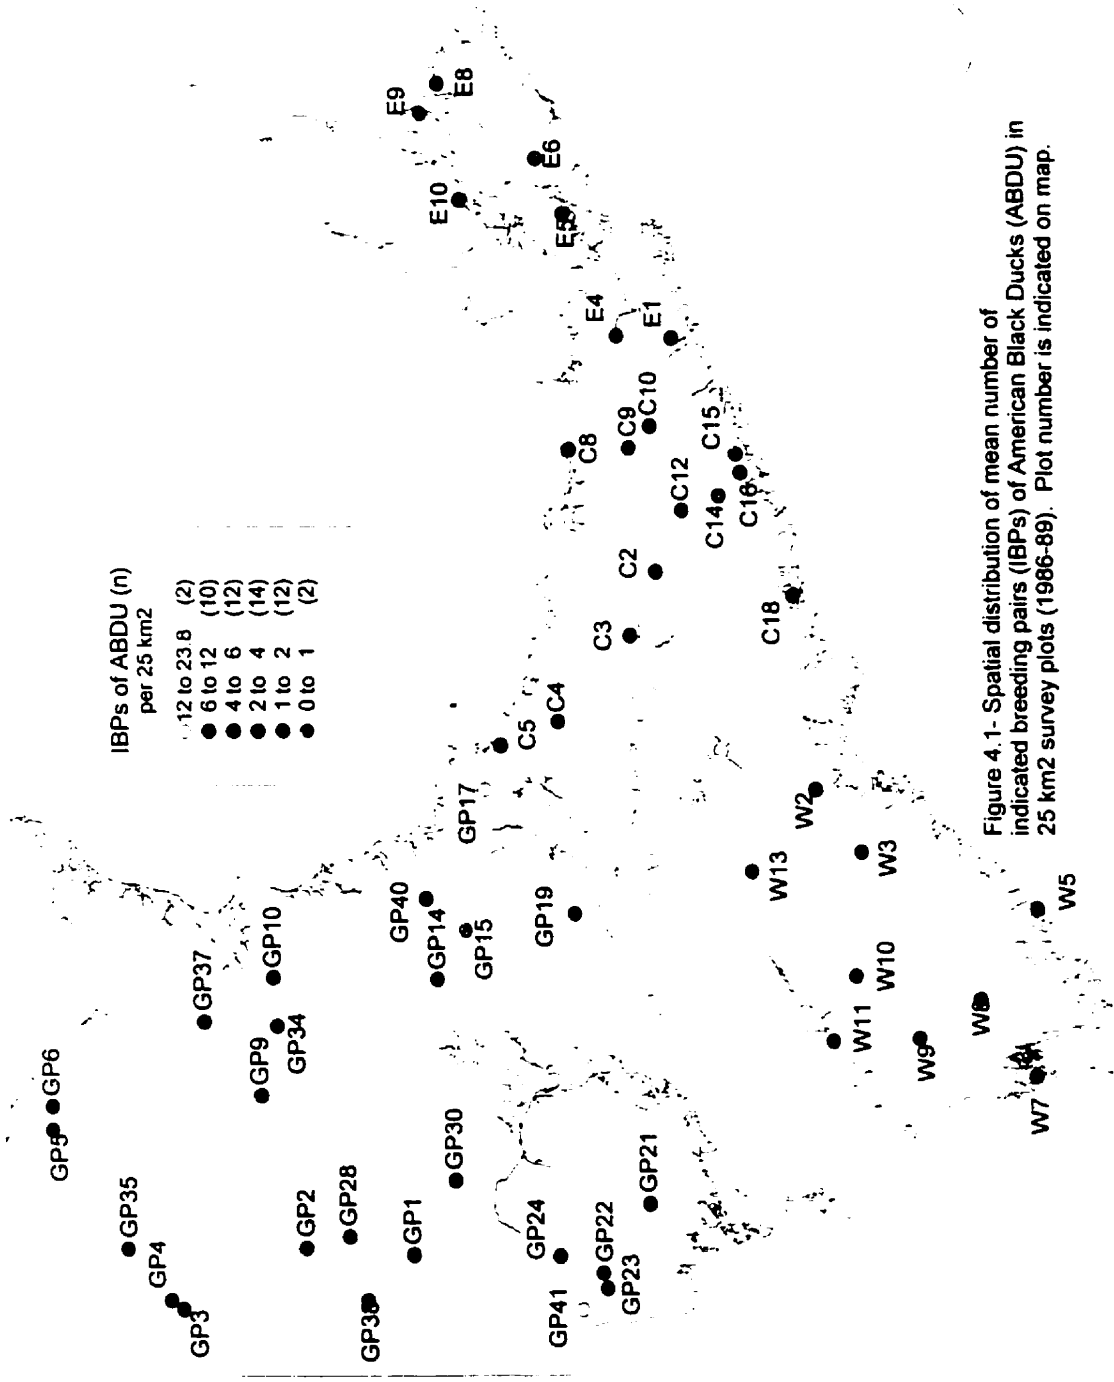 IBPs of ABDU (n)
per 25 km2
12 to 23.8 (2)
6 to 12 (10)
4 to 6 (12)
2 to 4 (14)
1 to 2 (12)
0 to 1 (2)
GP5
GP6
GP35
GP4
GP3
GP37
GP9
GP10
GP34
GP2
GP28
GP38
GP1
GP30
GP40
GP14
GP15
GP17
GP19
GP24
GP41
GP22
GP23
GP21
C5
C4
C3
C2
C8
C9
C10
C12
C14
C15
C16
C18
E9
E8
E10
E6
E5
E4
E1
W13
W2
W3
W11
W10
W9
W8
W7
W5
Figure 4.1- Spatial distribution of mean number of
indicated breeding pairs (IBPs) of American Black Ducks (ABDU) in
25 km2 survey plots (1986-89). Plot number is indicated on map.